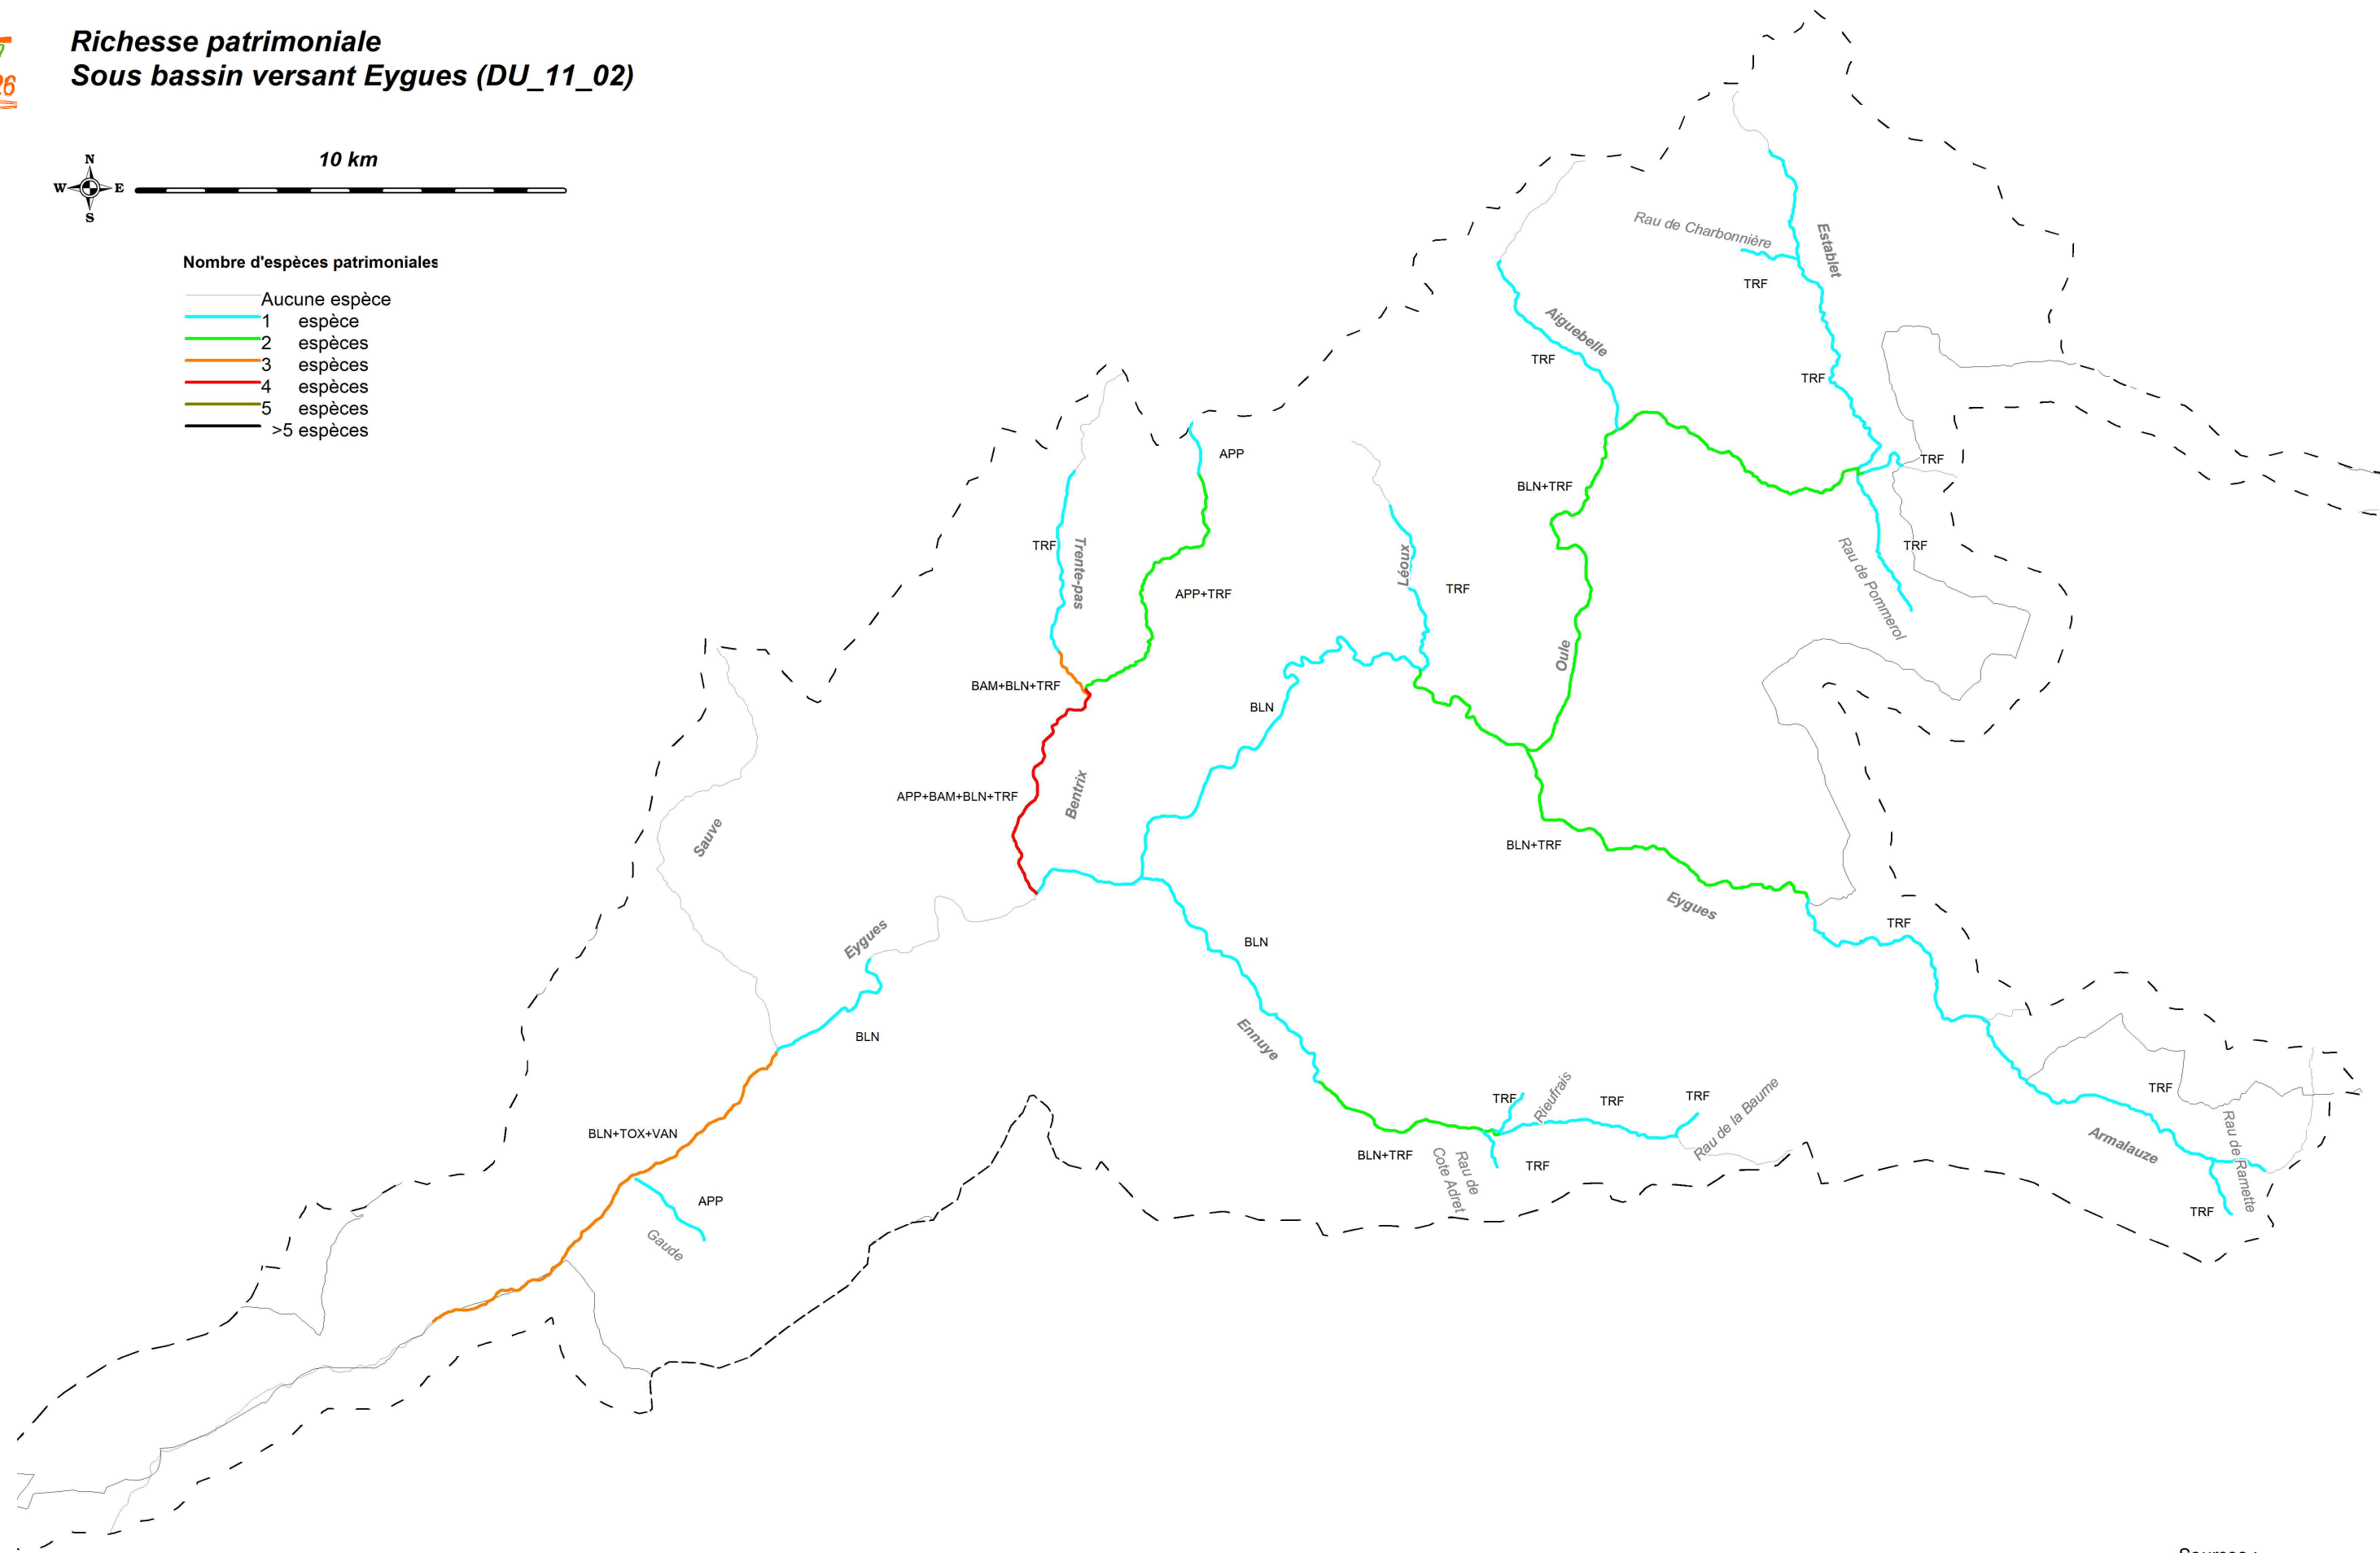 Richesse patrimoniale
Sous bassin versant Eygues (DU_11_02)
26
10 km
N
W
E
S
Nombre d'espèces patrimoniales
Aucune espèce
1 espèce
2 espèces
3 espèces
4 espèces
5 espèces
>5 espèces
Rau de Charbonnière
Establet
TRF
Aiguebelle
TRF
TRF
APP
TRF
BLN+TRF
TRF
Trente-pas
Léoux
TRF
Rau de Pommerol
TRF
APP+TRF
Oule
BAM+BLN+TRF
BLN
APP+BAM+BLN+TRF
Bentrix
Sauve
BLN+TRF
Eygues
TRF
Eygues
BLN
BLN
Ennuye
TRF
Rieufrais
TRF
TRF
Rau de la Baume
TRF
BLN+TOX+VAN
BLN+TRF
Rau de
Cote Adret
TRF
Armalauze
Rau de Ramette
TRF
APP
Gaude